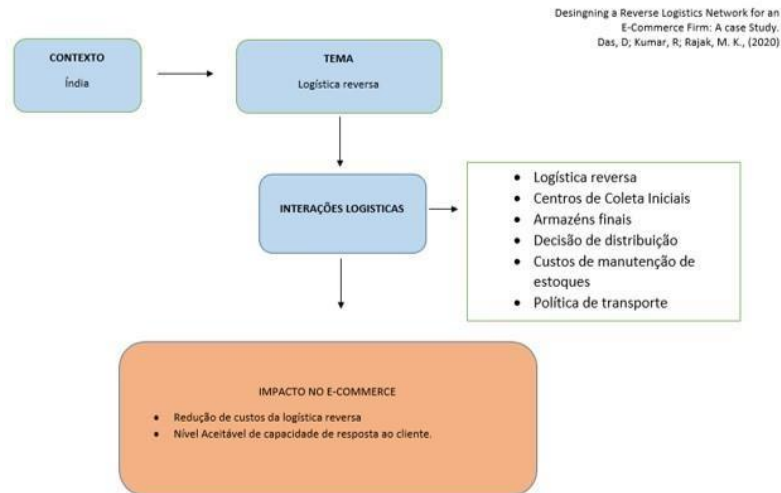 Desingning a Reverse Logistics Network for an
E-Commerce Firm: A case Study.
Das, D; Kumar, R; Rajak, M. K., (2020)
CONTEXTO
Índia
TEMA
Logística reversa
INTERAÇÕES LOGISTICAS
• Logística reversa
• Centros de Coleta Iniciais
• Armazéns finais
• Decisão de distribuição
• Custos de manutenção de
estoques
• Política de transporte
IMPACTO NO E-COMMERCE
• Redução de custos da logística reversa
• Nível Aceitável de capacidade de resposta ao cliente.